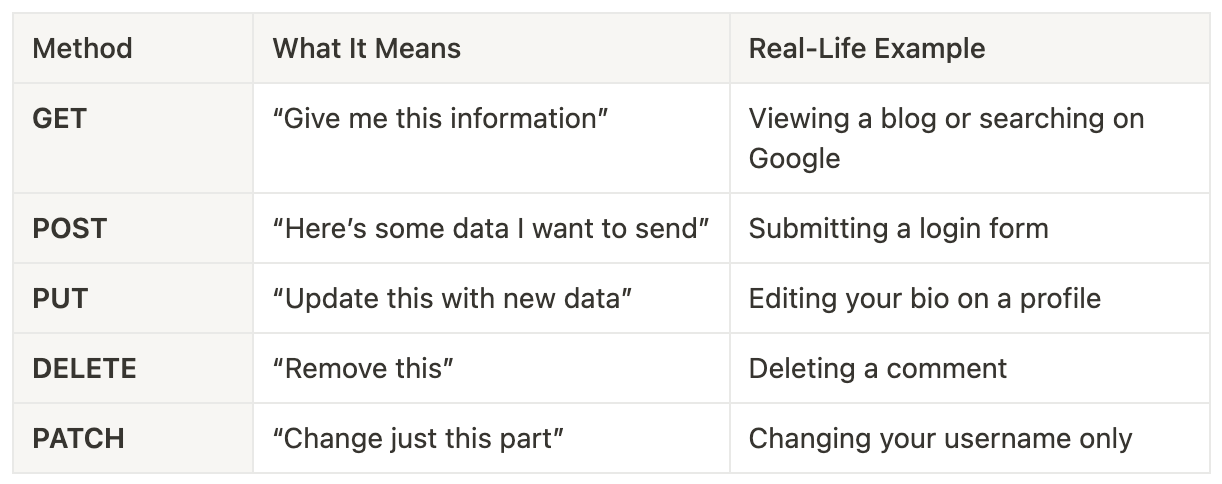 Method What It Means Real-Life Example
GET “Give me this information” Viewing a blog or searching on
Google
POST “Here’s some data I want to send” Submitting a login form
PUT “Update this with new data” Editing your bio on a profile
DELETE “Remove this” Deleting a comment
PATCH “Change just this part” Changing your username only